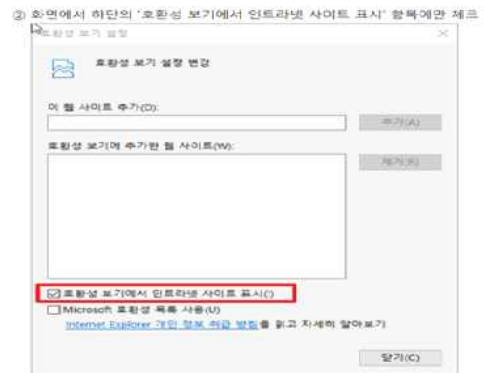 ② 화면에서 하단의 '호환성 보기에서 인트라넷 사이트 표시' 항목에만 체크
호환성 보기 설정
호환성 보기 설정 변경
이 웹 사이트 추가(D):
추가(A)
호환성 보기에 추가한 웹 사이트(W):
제거(R)
호환성 보기에서 인트라넷 사이트 표시(I)
Microsoft 호환성 목록 사용(U)
Internet Explorer 개인 정보 취급 방침을 읽고 자세히 알아보기
닫기(C)